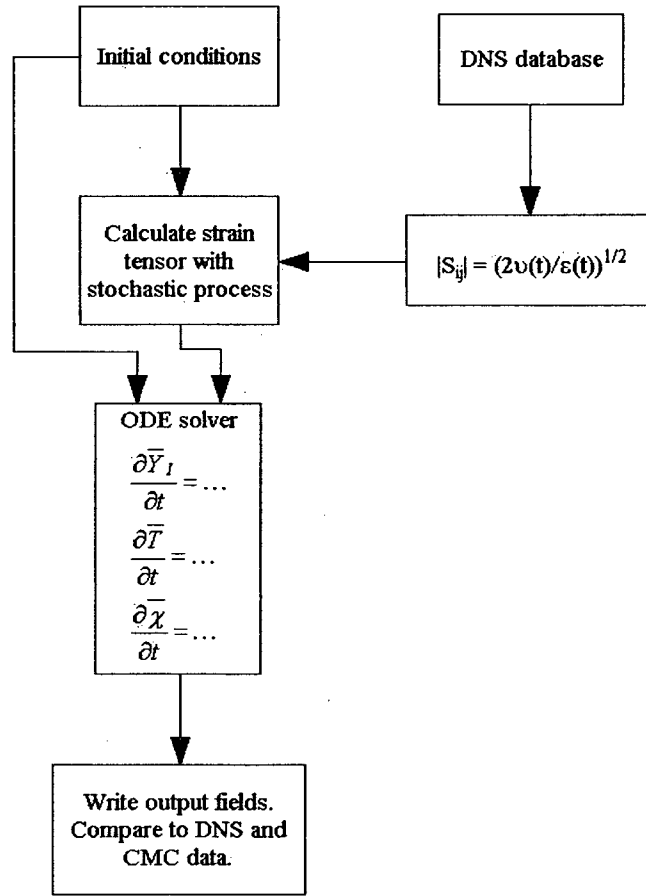 Initial conditions
DNS database
Calculate strain
tensor with
stochastic process
|S_ij| = (2υ(t)/ε(t))^1/2
ODE solver
∂Y̅_I/∂t = ...
∂T̅/∂t = ...
∂χ̅/∂t = ...
Write output fields.
Compare to DNS and
CMC data.